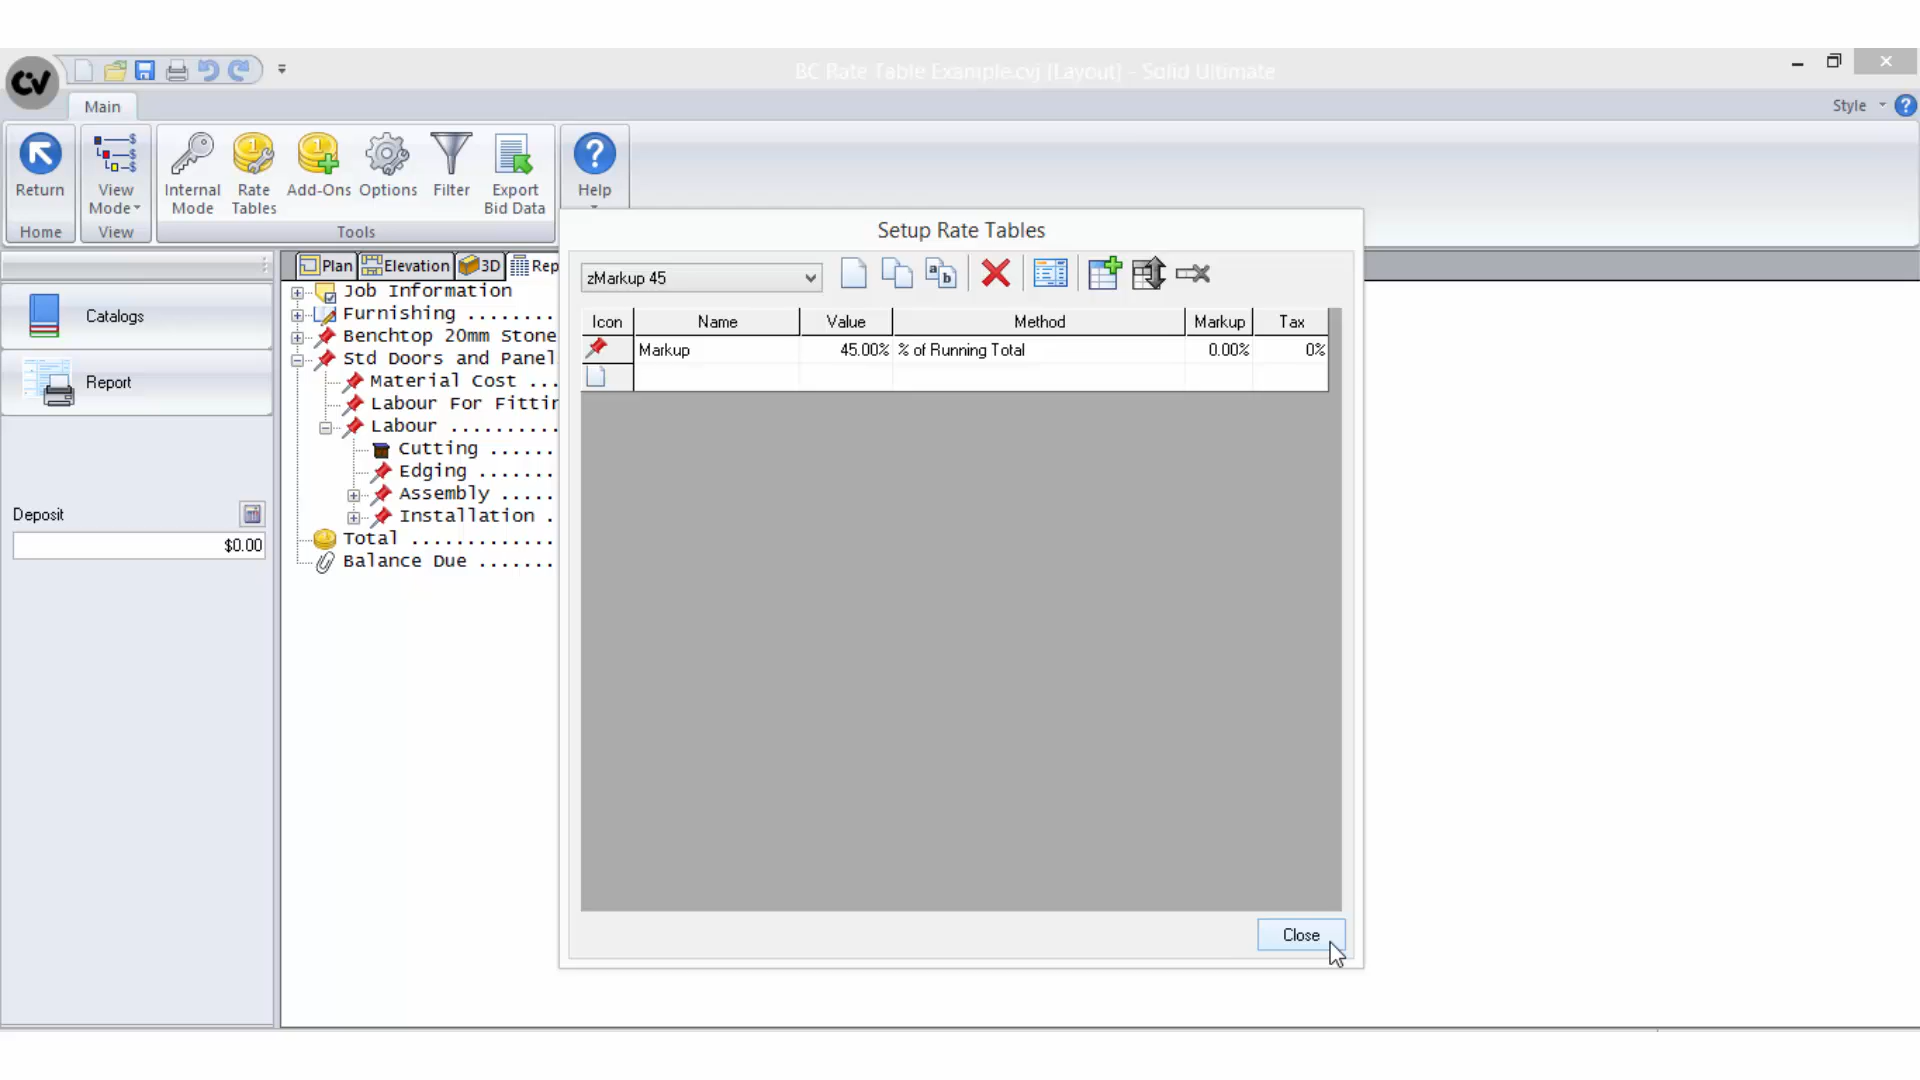 CV
BC Rate Table Example.cvj [Layout] - Solid Ultimate
Main
Style
Return
View
Mode
Internal
Mode
Rate
Tables
Add-Ons
Options
Filter
Export
Bid Data
Help
Home
View
Tools
Catalogs
Report
Deposit
$0.00
Plan
Elevation
3D
Rep
Job Information
Furnishing ........
Benchtop 20mm Stone
Std Doors and Panel
Material Cost ...
Labour For Fittin
Labour ..........
Cutting ......
Edging .......
Assembly .....
Installation .
Total .............
Balance Due .......
Setup Rate Tables
zMarkup 45
Icon Name Value Method Markup Tax
Markup 45.00% % of Running Total 0.00% 0%
Close